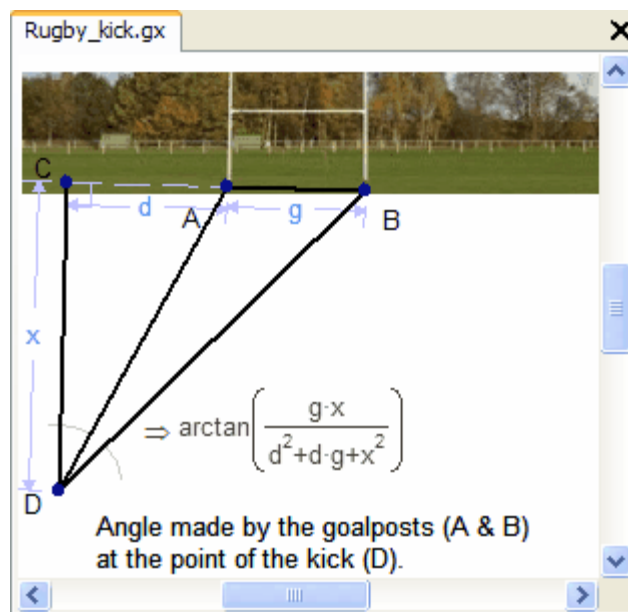 Rugby_kick.gx
C
d
A
g
B
x
⇒ arctan(g·x / d²+d·g+x²)
D
Angle made by the goalposts (A & B)
at the point of the kick (D).